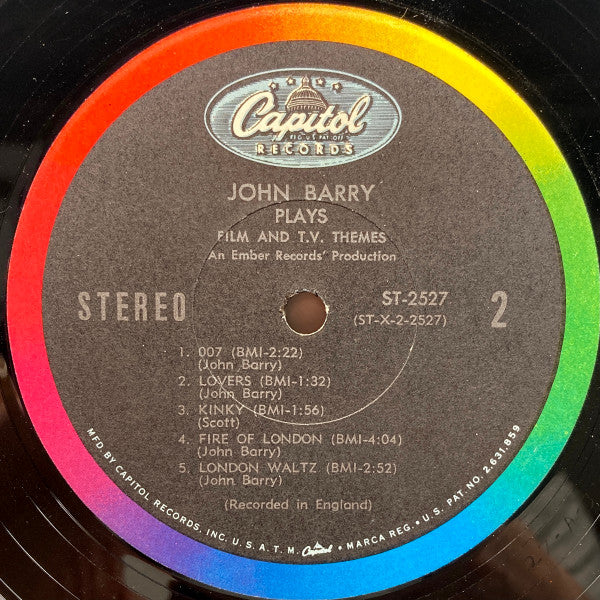 Capitol
REG. U.S. PAT. OFF.
RECORDS
JOHN BARRY
PLAYS
FILM AND T.V. THEMES
An Ember Records' Production
STEREO
ST-2527
(ST-X-2-2527)
2
1. 007 (BMI-2:22)
(John Barry)
2. LOVERS (BMI-1:32)
(John Barry)
3. KINKY (BMI-1:56)
(Scott)
4. FIRE OF LONDON (BMI-4:04)
(John Barry)
5. LONDON WALTZ (BMI-2:52)
(John Barry)
(Recorded in England)
MFD. BY CAPITOL RECORDS, INC. U.S.A. T.M. Capitol MARCA REG. • U.S. PAT. NO. 2,631,859